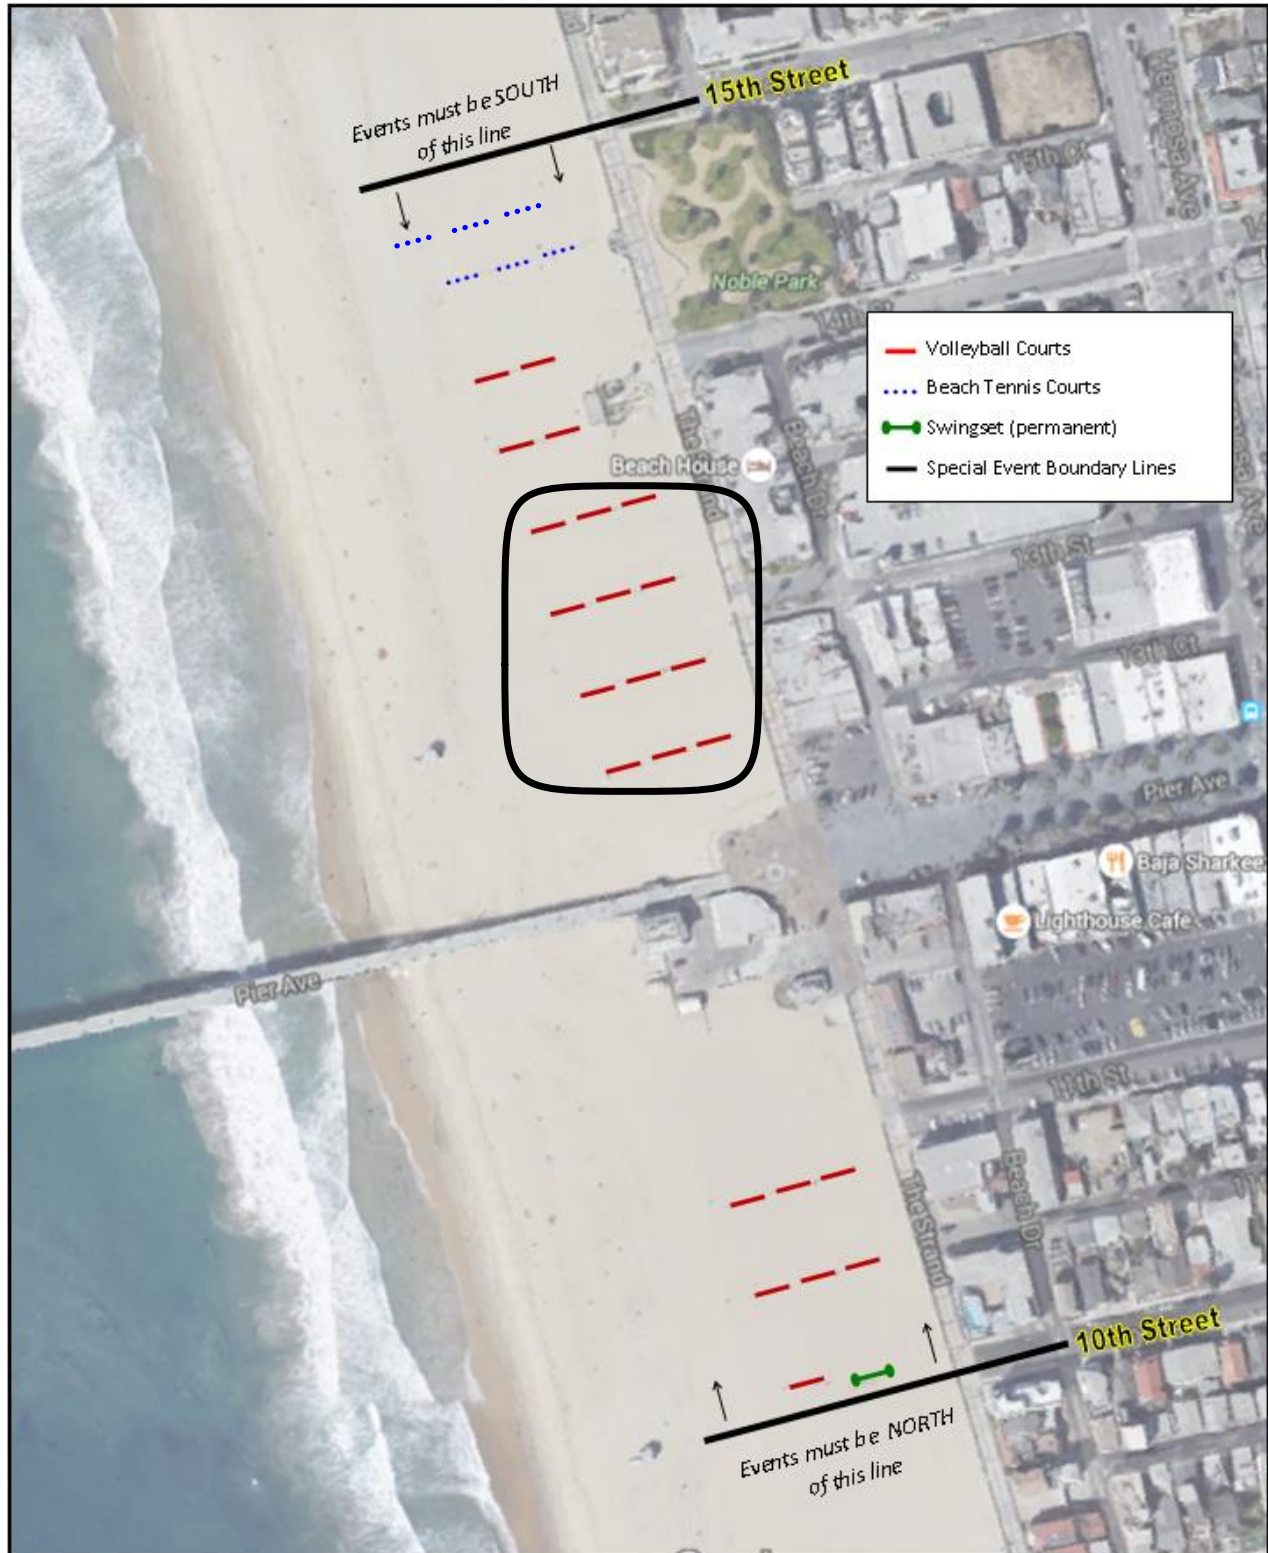 15th Street
Events must be SOUTH
of this line
Hermosa Ave
15th Ct
Noble Park
14th Ct
Volleyball Courts
Beach Tennis Courts
Swingset (permanent)
Special Event Boundary Lines
The Strand
Beach House
Beach Dr
13th St
13th Ct
Pier Ave
Baja Sharkee
Lighthouse Cafe
Pier Ave
11th St
Beach Dr
The Strand
10th Street
Events must be NORTH
of this line